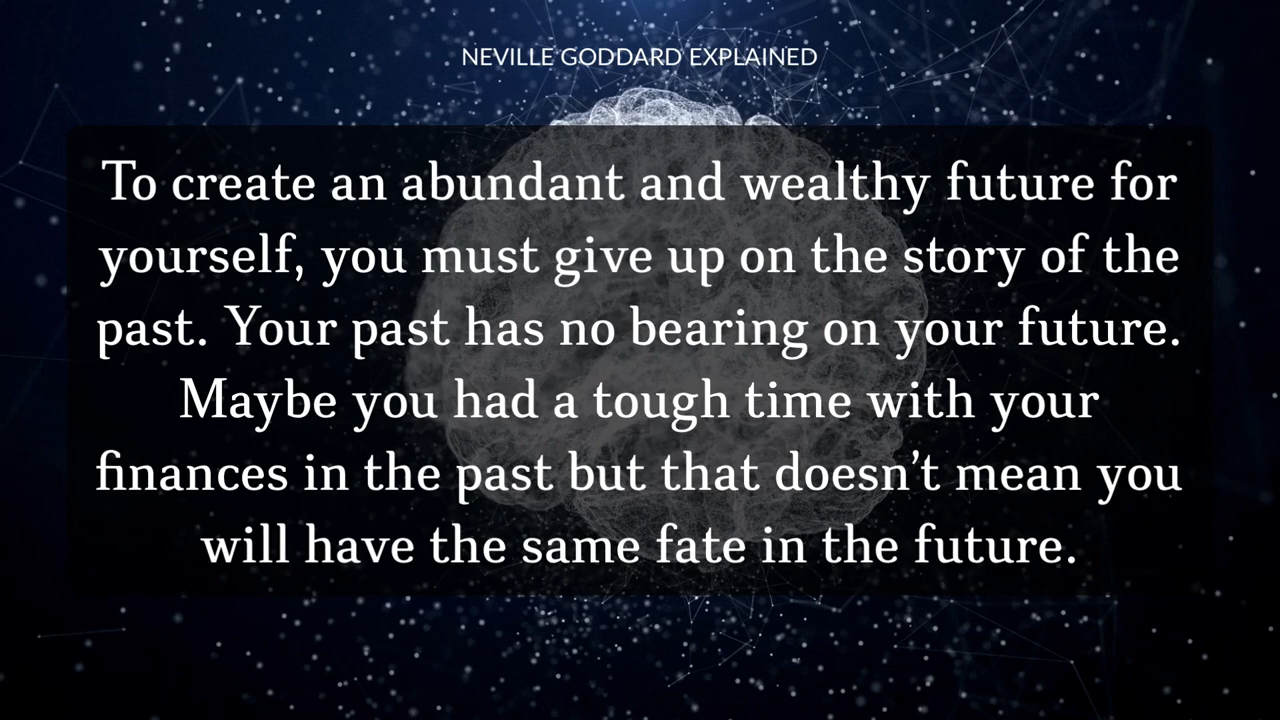 NEVILLE GODDARD EXPLAINED
To create an abundant and wealthy future for
yourself, you must give up on the story of the
past. Your past has no bearing on your future.
Maybe you had a tough time with your
finances in the past but that doesn’t mean you
will have the same fate in the future.